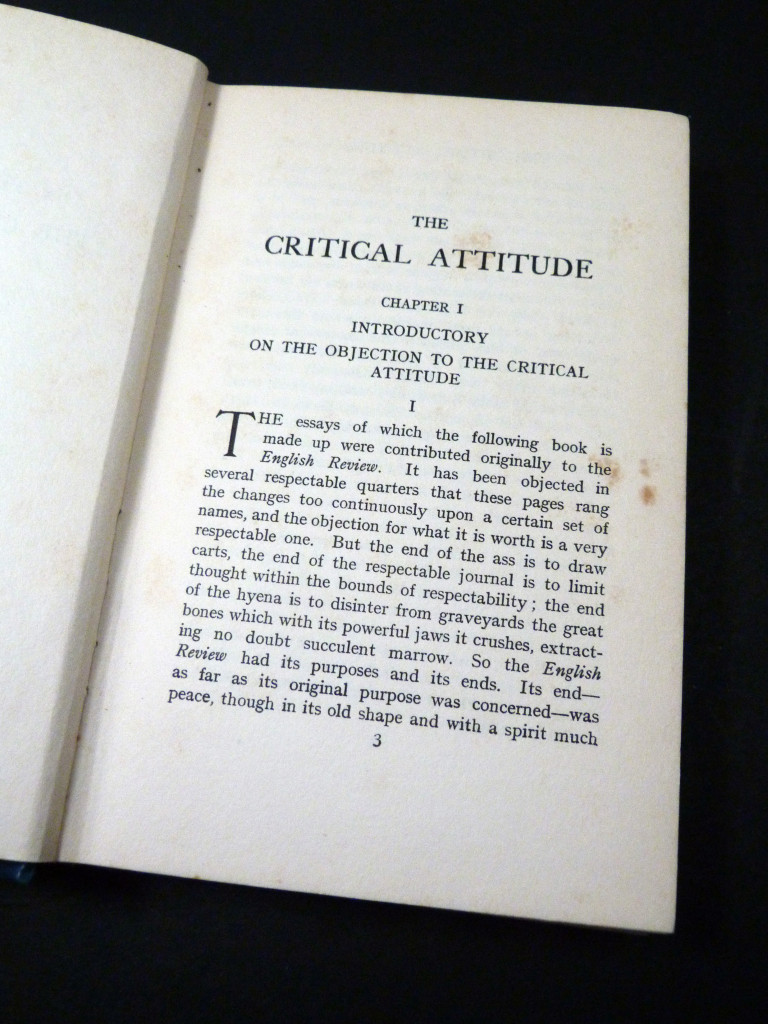 THE
CRITICAL ATTITUDE
CHAPTER I
INTRODUCTORY
ON THE OBJECTION TO THE CRITICAL
ATTITUDE
I
THE essays of which the following book is
made up were contributed originally to the
English Review. It has been objected in
several respectable quarters that these pages rang
the changes too continuously upon a certain set of
names, and the objection for what it is worth is a very
respectable one. But the end of the ass is to draw
carts, the end of the respectable journal is to limit
thought within the bounds of respectability; the end
of the hyena is to disinter from graveyards the great
bones which with its powerful jaws it crushes, extract-
ing no doubt succulent marrow. So the English
Review had its purposes and its ends. Its end—
as far as its original purpose was concerned—was
peace, though in its old shape and with a spirit much
3